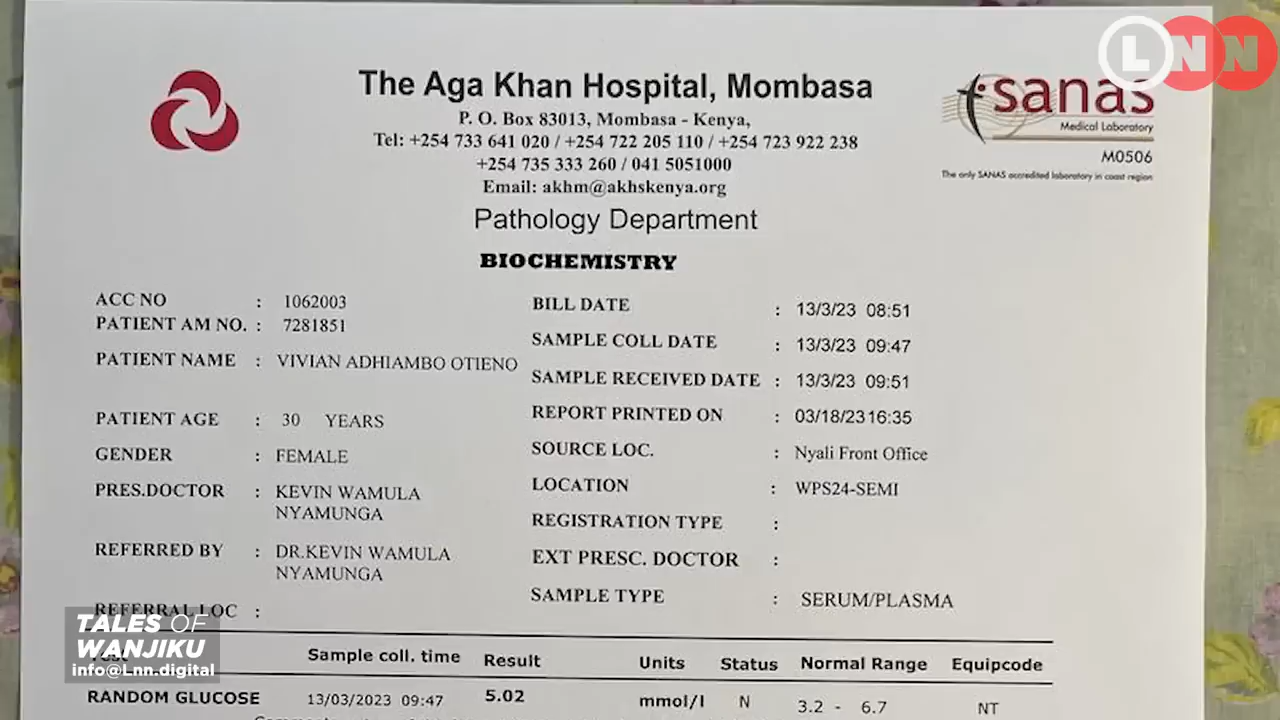 LNN
The Aga Khan Hospital, Mombasa
P. O. Box 83013, Mombasa - Kenya,
Tel: +254 733 641 020 / +254 722 205 110 / +254 723 922 238
+254 735 333 260 / 041 5051000
Email: akhm@akhskenya.org
Pathology Department
BIOCHEMISTRY
sanas
Medical Laboratory
M0506
The only SANAS accredited laboratory in coast region
ACC NO : 1062003
PATIENT AM NO. : 7281851
PATIENT NAME : VIVIAN ADHIAMBO OTIENO
PATIENT AGE : 30 YEARS
GENDER : FEMALE
PRES.DOCTOR : KEVIN WAMULA
NYAMUNGA
REFERRED BY : DR.KEVIN WAMULA
NYAMUNGA
REFERRAL LOC :
BILL DATE : 13/3/23 08:51
SAMPLE COLL DATE : 13/3/23 09:47
SAMPLE RECEIVED DATE : 13/3/23 09:51
REPORT PRINTED ON : 03/18/23 16:35
SOURCE LOC. : Nyali Front Office
LOCATION : WPS24-SEMI
REGISTRATION TYPE :
EXT PRESC. DOCTOR :
SAMPLE TYPE : SERUM/PLASMA
Test Sample coll. time Result Units Status Normal Range Equipcode
RANDOM GLUCOSE 13/03/2023 09:47 5.02 mmol/l N 3.2 - 6.7 NT
TALES OF
WANJIKU
info@Lnn.digital